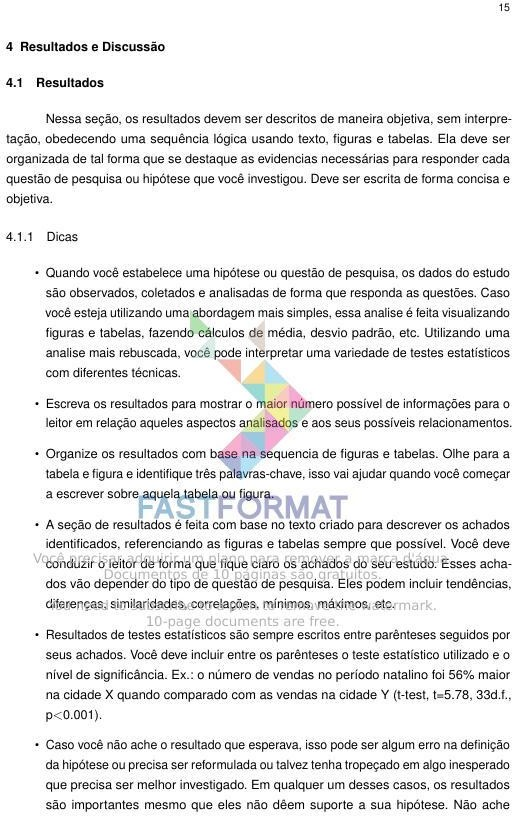 15
4 Resultados e Discussão
4.1 Resultados
Nessa seção, os resultados devem ser descritos de maneira objetiva, sem interpre-
tação, obedecendo uma sequência lógica usando texto, figuras e tabelas. Ela deve ser
organizada de tal forma que se destaque as evidencias necessárias para responder cada
questão de pesquisa ou hipótese que você investigou. Deve ser escrita de forma concisa e
objetiva.
4.1.1 Dicas
• Quando você estabelece uma hipótese ou questão de pesquisa, os dados do estudo
são observados, coletados e analisadas de forma que responda as questões. Caso
você esteja utilizando uma abordagem mais simples, essa analise é feita visualizando
figuras e tabelas, fazendo cálculos de média, desvio padrão, etc. Utilizando uma
analise mais rebuscada, você pode interpretar uma variedade de testes estatísticos
com diferentes técnicas.
• Escreva os resultados para mostrar o maior número possível de informações para o
leitor em relação aqueles aspectos analisados e aos seus possíveis relacionamentos.
• Organize os resultados com base na sequencia de figuras e tabelas. Olhe para a
tabela e figura e identifique três palavras-chave, isso vai ajudar quando você começar
a escrever sobre aquela tabela ou figura.
FASTFORMAT
• A seção de resultados é feita com base no texto criado para descrever os achados
identificados, referenciando as figuras e tabelas sempre que possível. Você deve
Você precisar adquirir um plano para remover a marca d'água.
conduzir o leitor de forma que fique claro os achados do seu estudo. Esses acha-
Documentos de 10 páginas são gratuitos.
dos vão depender do tipo de questão de pesquisa. Eles podem incluir tendências,
diferenças, similaridades, correlações, mínimos, máximos, etc.
watermark.
10-page documents are free.
• Resultados de testes estatísticos são sempre escritos entre parênteses seguidos por
seus achados. Você deve incluir entre os parênteses o teste estatístico utilizado e o
nível de significância. Ex.: o número de vendas no período natalino foi 56% maior
na cidade X quando comparado com as vendas na cidade Y (t-test, t=5.78, 33d.f.,
p<0.001).
• Caso você não ache o resultado que esperava, isso pode ser algum erro na definição
da hipótese ou precisa ser reformulada ou talvez tenha tropeçado em algo inesperado
que precisa ser melhor investigado. Em qualquer um desses casos, os resultados
são importantes mesmo que eles não dêem suporte a sua hipótese. Não ache